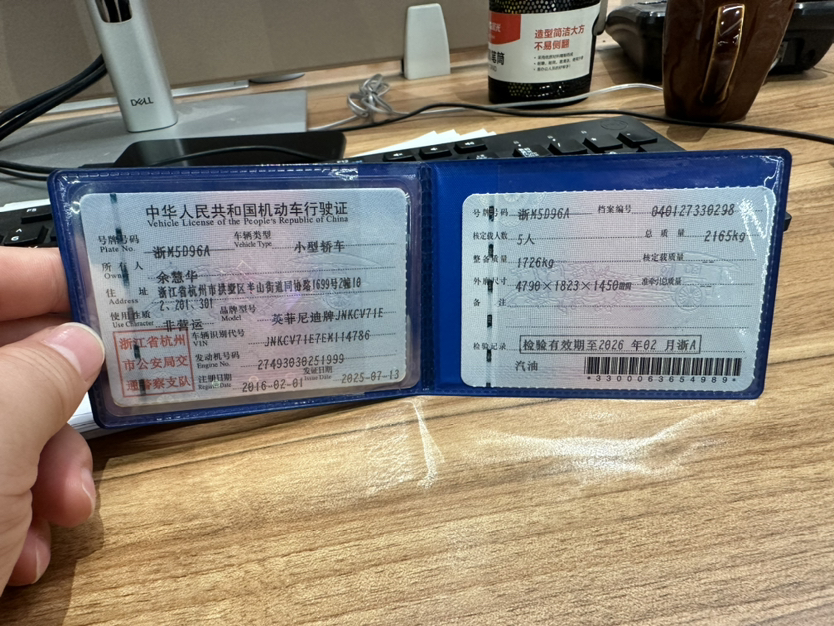 DELL
造型简洁大方
不易侧翻
中华人民共和国机动车行驶证
Vehicle License of the People's Republic of China
号牌号码 Plate No. 浙M5D96A 车辆类型 Vehicle Type 小型轿车
所有人 Owner 余慧华
住址 Address 浙江省杭州市拱墅区半山街道同协路1699号2幢10
2、201、301
使用性质 Use Character 非营运 品牌型号 Model 英菲尼迪牌JNKCV71E
浙江省杭州
市公安局交
通警察支队
车辆识别代号 VIN JNKCV71E7EM114786
发动机号码 Engine No. 27493030251999
注册日期 Register Date 2016-02-01 发证日期 Issue Date 2025-07-13
号牌号码 浙M5D96A 档案编号 040127330298
核定载人数 5人 总质量 2165kg
整备质量 1726kg 核定载质量 --
外廓尺寸 4790×1823×1450mm 准牵引总质量 --
备注
检验记录 检验有效期至2026年02月浙A
汽油
*3300063654989*